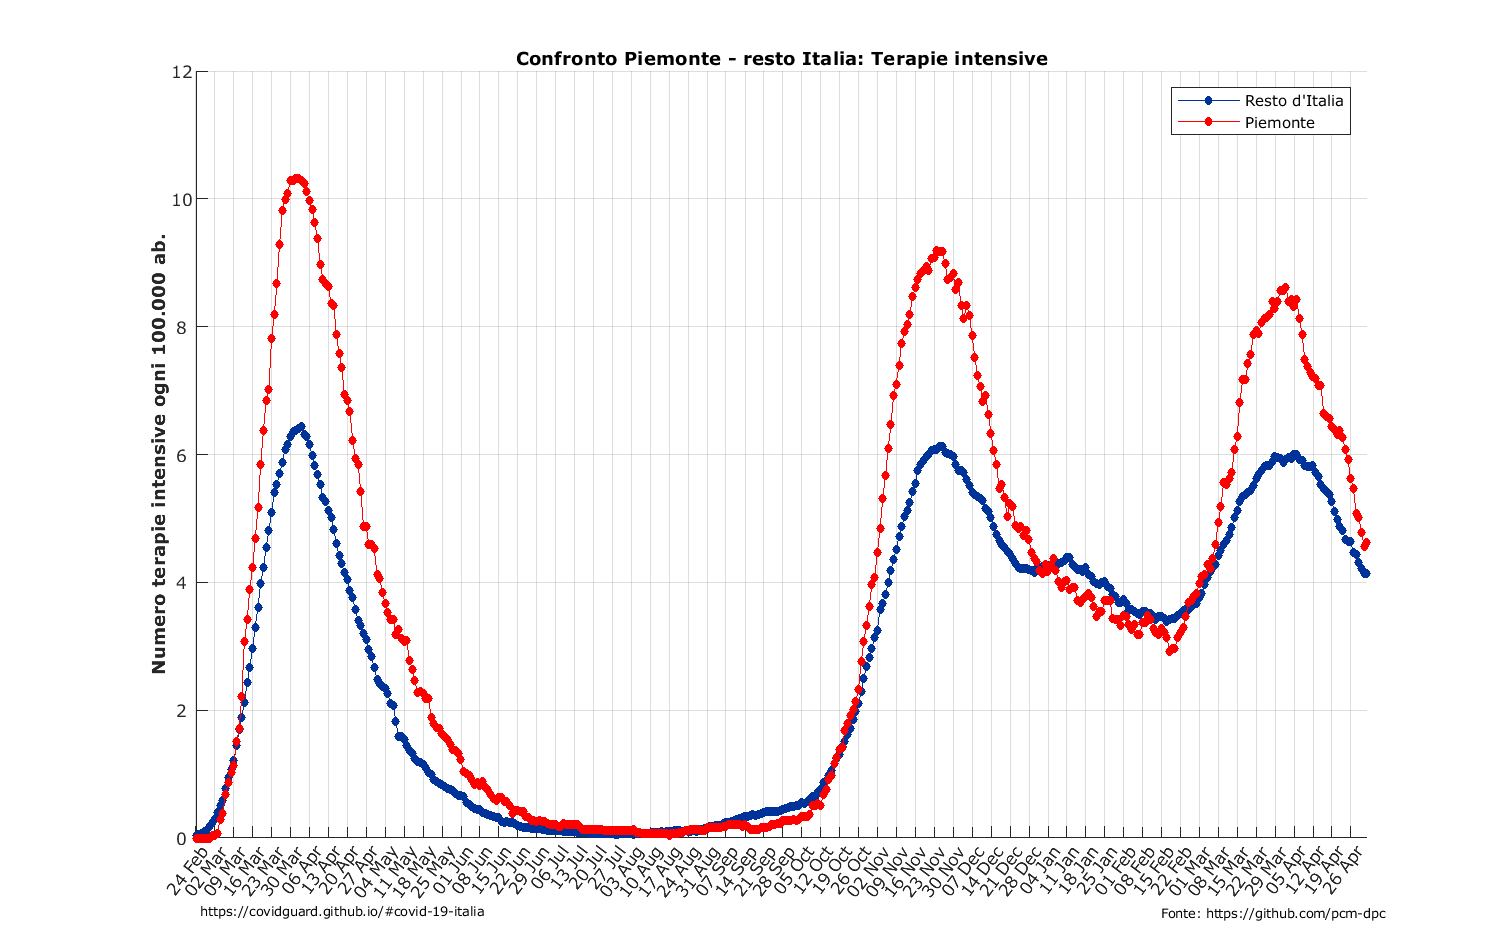 Confronto Piemonte - resto Italia: Terapie intensive
Resto d'Italia
Piemonte
Numero terapie intensive ogni 100.000 ab.
12
10
8
6
4
2
0
24 Feb
02 Mar
09 Mar
16 Mar
23 Mar
30 Mar
06 Apr
13 Apr
20 Apr
27 Apr
04 May
11 May
18 May
25 May
01 Jun
08 Jun
15 Jun
22 Jun
29 Jun
06 Jul
13 Jul
20 Jul
27 Jul
03 Aug
10 Aug
17 Aug
24 Aug
31 Aug
07 Sep
14 Sep
21 Sep
28 Sep
05 Oct
12 Oct
19 Oct
26 Oct
02 Nov
09 Nov
16 Nov
23 Nov
30 Nov
07 Dec
14 Dec
21 Dec
28 Dec
04 Jan
11 Jan
18 Jan
25 Jan
01 Feb
08 Feb
15 Feb
22 Feb
01 Mar
08 Mar
15 Mar
22 Mar
29 Mar
05 Apr
12 Apr
19 Apr
26 Apr
https://covidguard.github.io/#covid-19-italia
Fonte: https://github.com/pcm-dpc